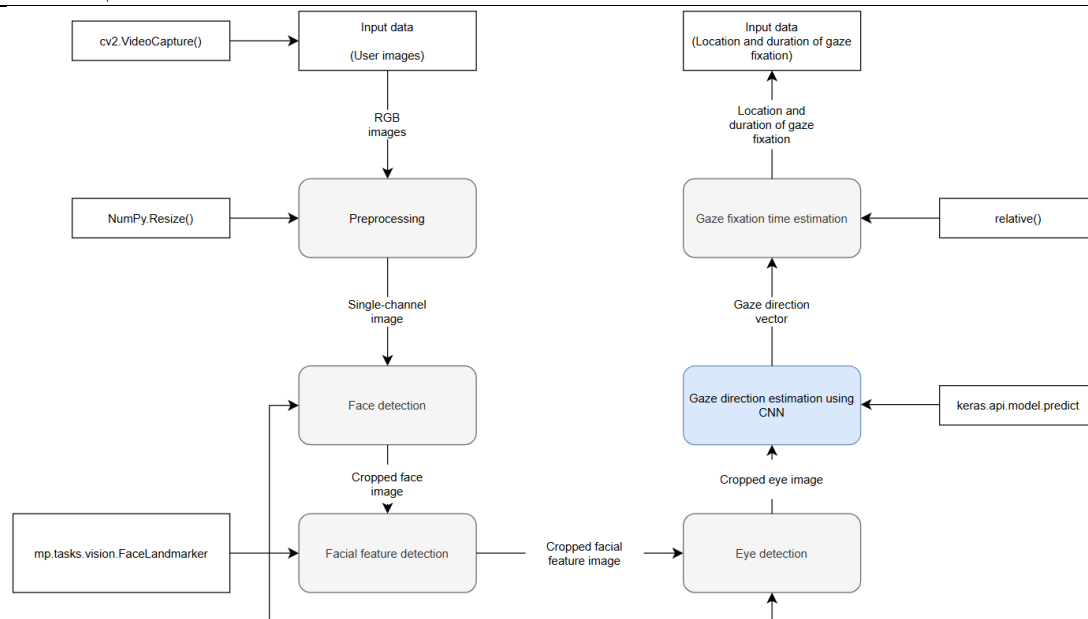 cv2.VideoCapture()
Input data
(User images)
RGB
images
NumPy.Resize()
Preprocessing
Single-channel
image
Face detection
Cropped face
image
mp.tasks.vision.FaceLandmarker
Facial feature detection
Cropped facial
feature image
Input data
(Location and duration of gaze
fixation)
Location and
duration of gaze
fixation
Gaze fixation time estimation
relative()
Gaze direction
vector
Gaze direction estimation using
CNN
keras.api.model.predict
Cropped eye image
Eye detection